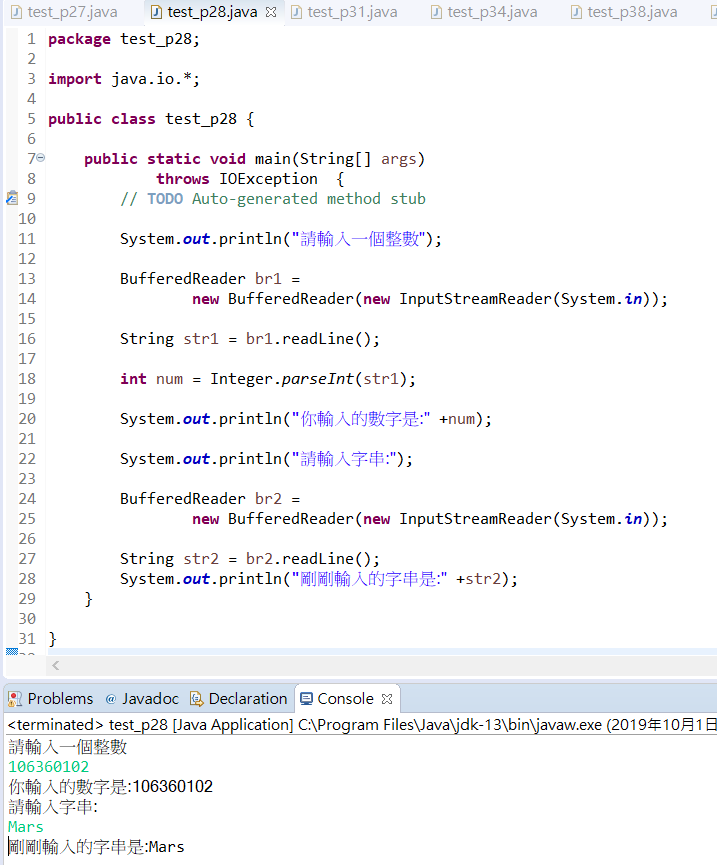 test_p27.java test_p28.java test_p31.java test_p34.java test_p38.java
1 package test_p28;
2
3 import java.io.*;
4
5 public class test_p28 {
6
7 public static void main(String[] args)
8 throws IOException {
9 // TODO Auto-generated method stub
10
11 System.out.println("請輸入一個整數");
12
13 BufferedReader br1 =
14 new BufferedReader(new InputStreamReader(System.in));
15
16 String str1 = br1.readLine();
17
18 int num = Integer.parseInt(str1);
19
20 System.out.println("你輸入的數字是:" +num);
21
22 System.out.println("請輸入字串:");
23
24 BufferedReader br2 =
25 new BufferedReader(new InputStreamReader(System.in));
26
27 String str2 = br2.readLine();
28 System.out.println("剛剛輸入的字串是:" +str2);
29 }
30
31 }
Problems @ Javadoc Declaration Console
<terminated> test_p28 [Java Application] C:\Program Files\Java\jdk-13\bin\javaw.exe (2019年10月1日
請輸入一個整數
106360102
你輸入的數字是:106360102
請輸入字串:
Mars
剛剛輸入的字串是:Mars